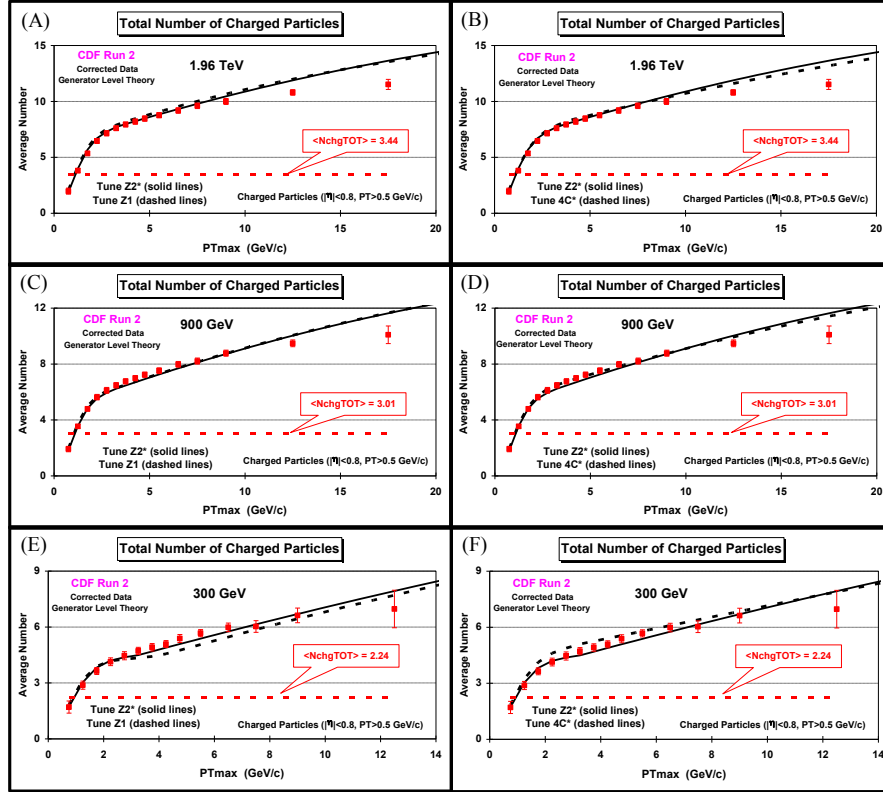 (A)
Total Number of Charged Particles
15
10
5
0
Average Number
CDF Run 2
Corrected Data
Generator Level Theory
1.96 TeV
<NchgTOT> = 3.44
Tune Z2* (solid lines)
Tune Z1 (dashed lines)
Charged Particles (|η|<0.8, PT>0.5 GeV/c)
0 5 10 15 20
PTmax (GeV/c)
(B)
Total Number of Charged Particles
15
10
5
0
Average Number
CDF Run 2
Corrected Data
Generator Level Theory
1.96 TeV
<NchgTOT> = 3.44
Tune Z2* (solid lines)
Tune 4C* (dashed lines)
Charged Particles (|η|<0.8, PT>0.5 GeV/c)
0 5 10 15 20
PTmax (GeV/c)
(C)
Total Number of Charged Particles
12
8
4
0
Average Number
CDF Run 2
Corrected Data
Generator Level Theory
900 GeV
<NchgTOT> = 3.01
Tune Z2* (solid lines)
Tune Z1 (dashed lines)
Charged Particles (|η|<0.8, PT>0.5 GeV/c)
0 5 10 15 20
PTmax (GeV/c)
(D)
Total Number of Charged Particles
12
8
4
0
Average Number
CDF Run 2
Corrected Data
Generator Level Theory
900 GeV
<NchgTOT> = 3.01
Tune Z2* (solid lines)
Tune 4C* (dashed lines)
Charged Particles (|η|<0.8, PT>0.5 GeV/c)
0 5 10 15 20
PTmax (GeV/c)
(E)
Total Number of Charged Particles
9
6
3
0
Average Number
CDF Run 2
Corrected Data
Generator Level Theory
300 GeV
<NchgTOT> = 2.24
Tune Z2* (solid lines)
Tune Z1 (dashed lines)
Charged Particles (|η|<0.8, PT>0.5 GeV/c)
0 2 4 6 8 10 12 14
PTmax (GeV/c)
(F)
Total Number of Charged Particles
9
6
3
0
Average Number
CDF Run 2
Corrected Data
Generator Level Theory
300 GeV
<NchgTOT> = 2.24
Tune Z2* (solid lines)
Tune 4C* (dashed lines)
Charged Particles (|η|<0.8, PT>0.5 GeV/c)
0 2 4 6 8 10 12 14
PTmax (GeV/c)